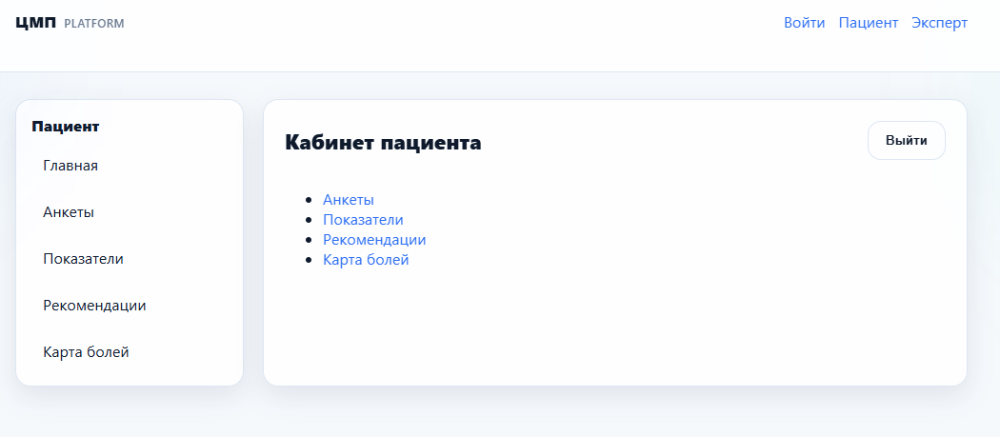 ЦМП PLATFORM
Войти Пациент Эксперт
Пациент
Главная
Анкеты
Показатели
Рекомендации
Карта болей
Кабинет пациента
Выйти
Анкеты
Показатели
Рекомендации
Карта болей